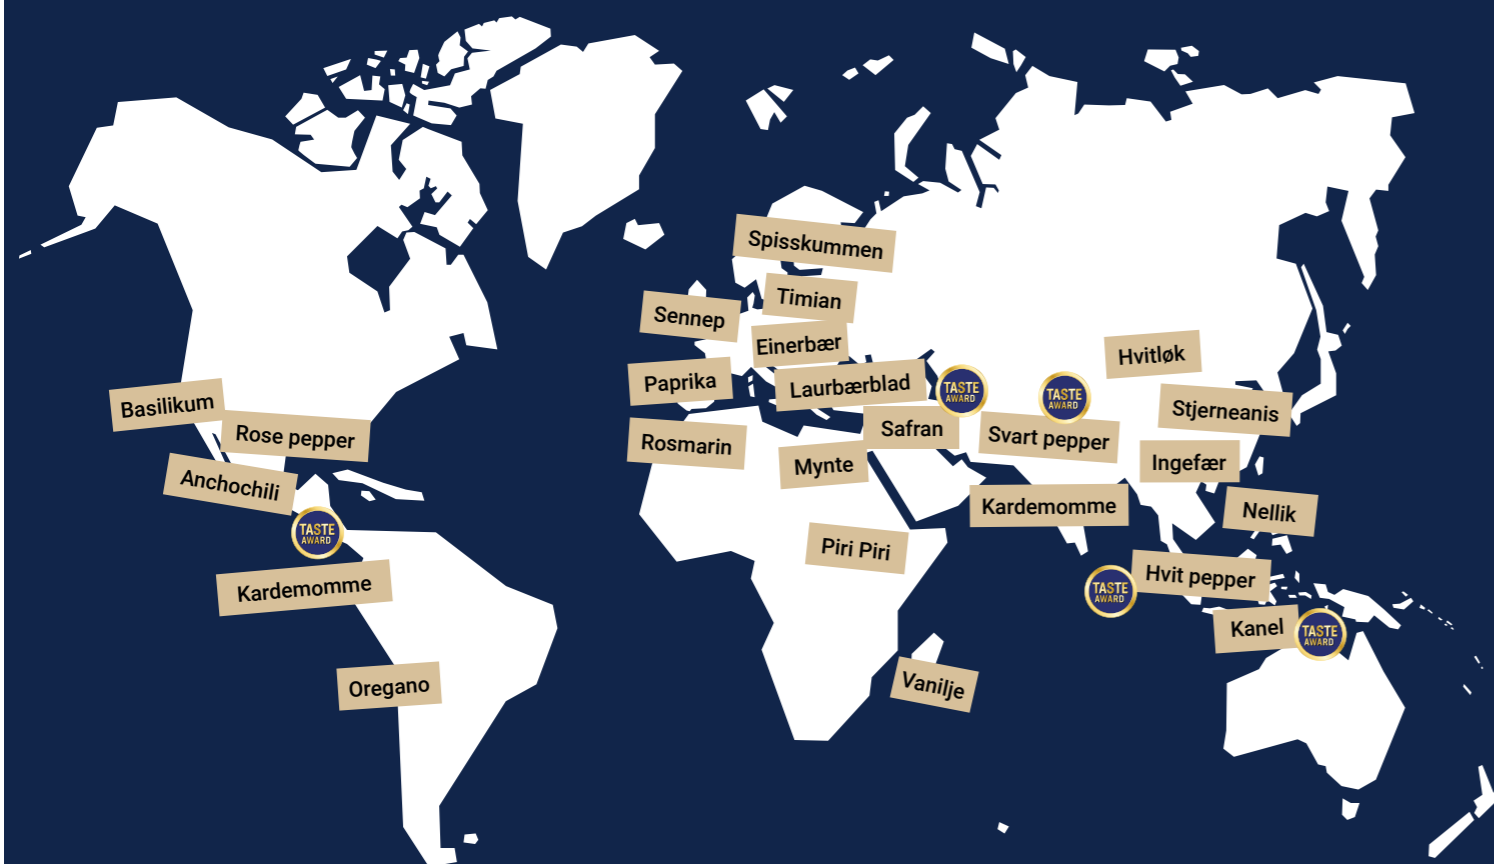 Spisskummen
Timian
Sennep
Einerbær
Hvitløk
Paprika
Laurbærblad
TASTE
AWARD
TASTE
AWARD
Basilikum
Stjerneanis
Rose pepper
Safran
Svart pepper
Rosmarin
Mynte
Ingefær
Anchochili
Kardemomme
Nellik
TASTE
AWARD
Piri Piri
Kardemomme
Hvit pepper
TASTE
AWARD
Kanel
TASTE
AWARD
Oregano
Vanilje